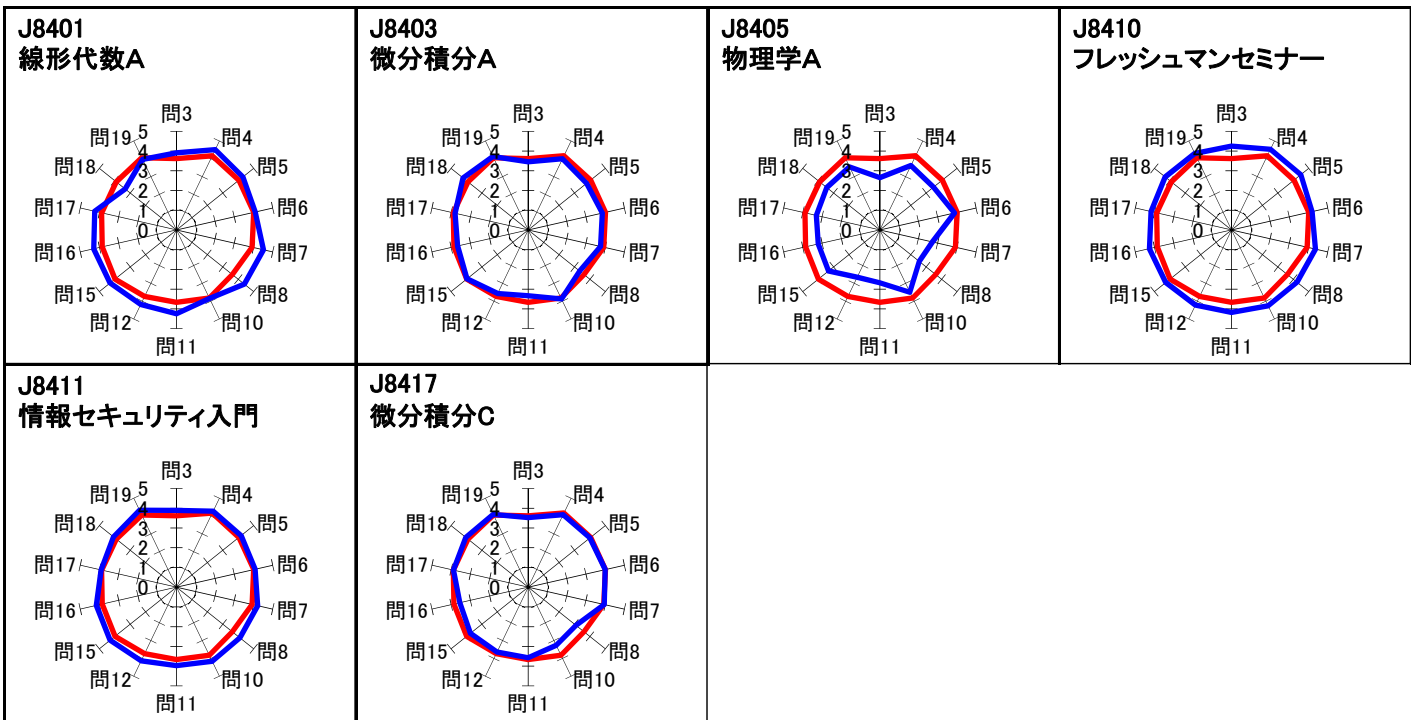 J8401
線形代数A
問3
問4
問5
問6
問7
問8
問10
問11
問12
問15
問16
問17
問18
問19
5
4
3
2
1
0
J8403
微分積分A
問3
問4
問5
問6
問7
問8
問10
問11
問12
問15
問16
問17
問18
問19
5
4
3
2
1
0
J8405
物理学A
問3
問4
問5
問6
問7
問8
問10
問11
問12
問15
問16
問17
問18
問19
5
4
3
2
1
0
J8410
フレッシュマンセミナー
問3
問4
問5
問6
問7
問8
問10
問11
問12
問15
問16
問17
問18
問19
5
4
3
2
1
0
J8411
情報セキュリティ入門
問3
問4
問5
問6
問7
問8
問10
問11
問12
問15
問16
問17
問18
問19
5
4
3
2
1
0
J8417
微分積分C
問3
問4
問5
問6
問7
問8
問10
問11
問12
問15
問16
問17
問18
問19
5
4
3
2
1
0